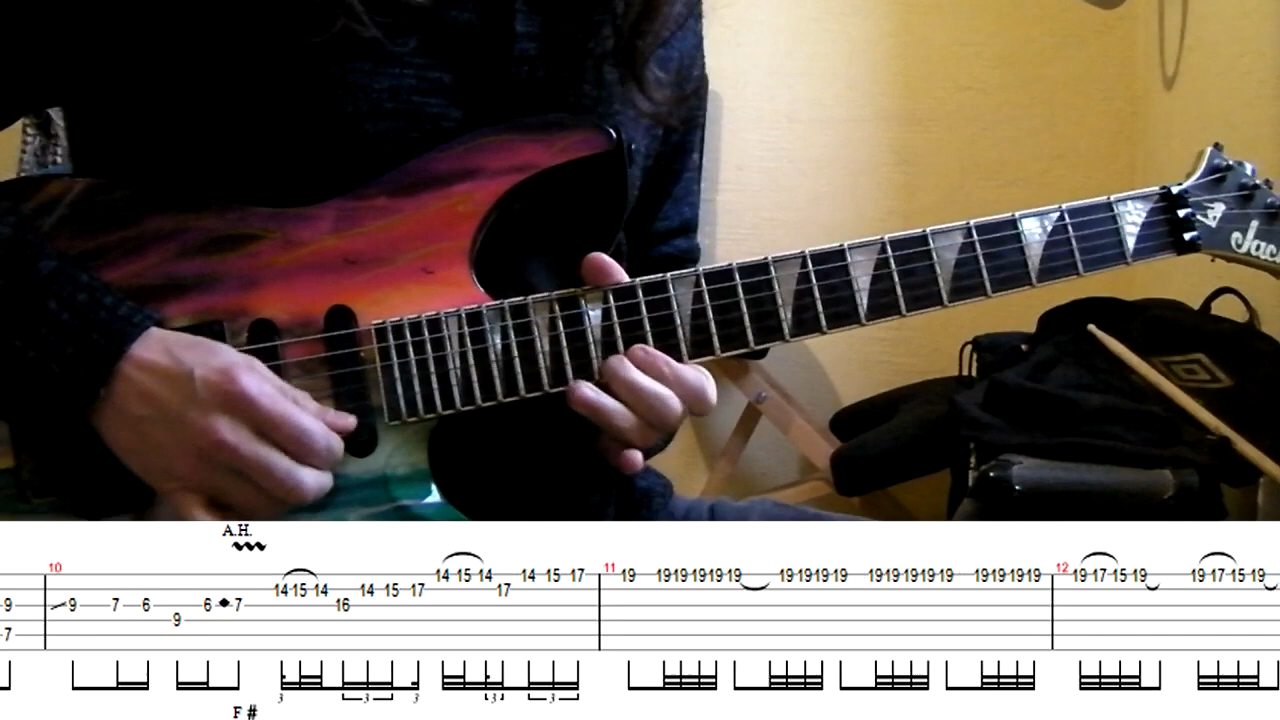 Jac
A.H.
10 11 12
14 15 14 14 15 17 19 19 19 19 19 19 19 19 19 19 19 19 19 19 19 19 19 19 19 19 17 15 19 19 17 15 19
14 15 14 14 15 17 17
9 9 7 6 6 7 16
9
7
3 3 3 3 3
F #